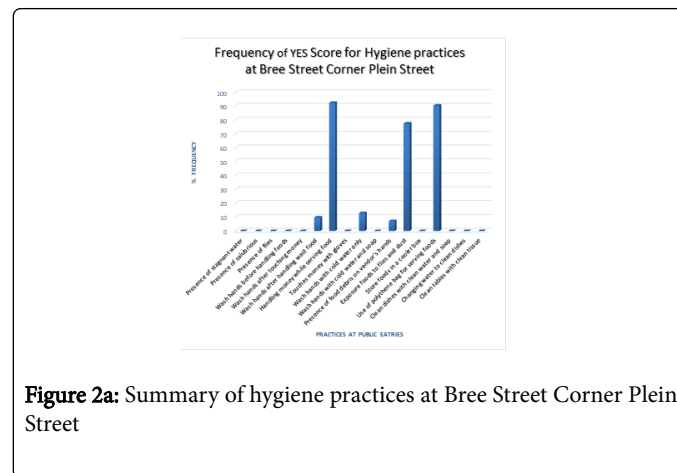 Frequency of YES Score for Hygiene practices
at Bree Street Corner Plein Street
100
90
80
70
60
50
40
30
20
10
0
% FREQUENCY
Presence of stagnant water
Presence of salubrious
Presence of flies
Wash hands before handling foods
Wash hands after touching money
Wash hands after handling wast food
Handling money while serving food
Touches money with gloves
Wash hands with cold water only
Wash hands with cold water and soap
Presence of food debris on vendor's hands
Exposure foods to flies and dust
Store foods in a cooler box
Use of polythene bag for serving foods
Clean dishes with clean water and soap
Changing water to clean dishes
Clean tables with clean tissue
PRACTICES AT PUBLIC EATRIES
Figure 2a: Summary of hygiene practices at Bree Street Corner Plein
Street